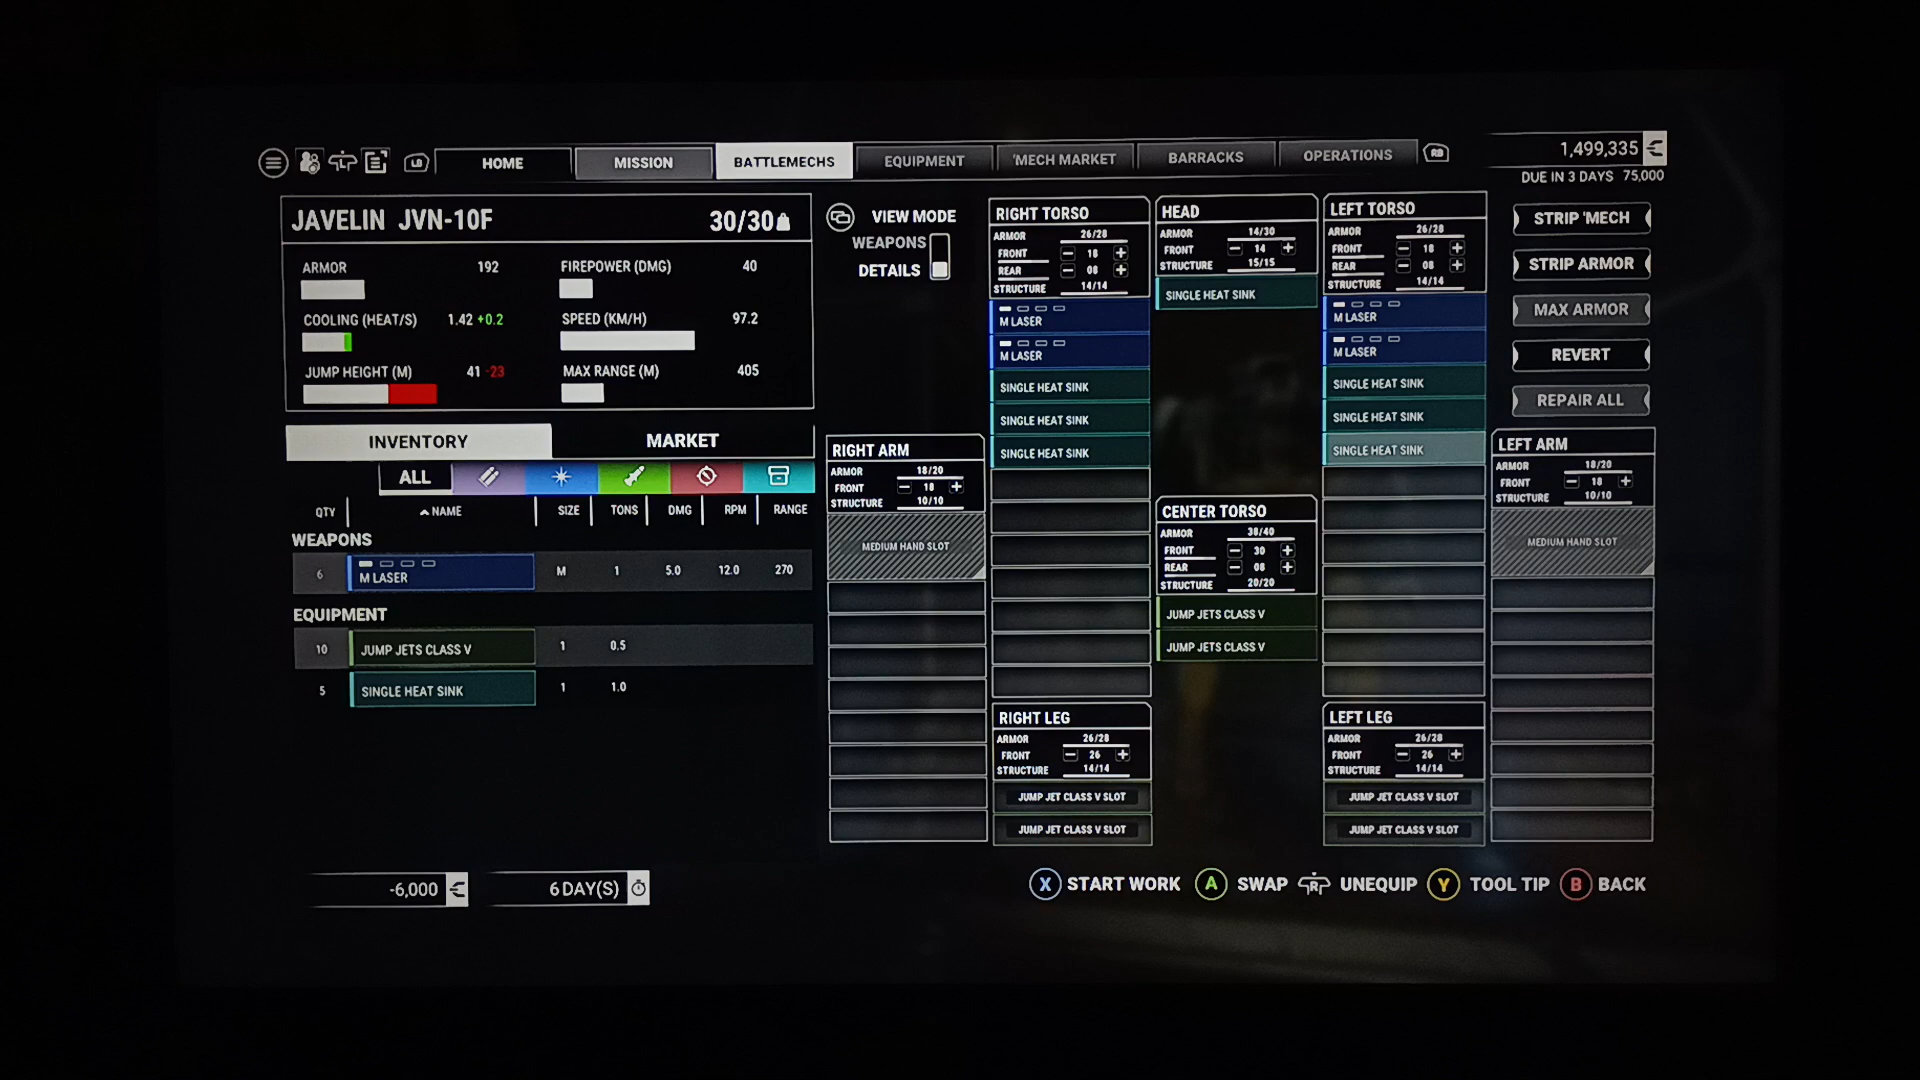 LB
HOME
MISSION
BATTLEMECHS
EQUIPMENT
'MECH MARKET
BARRACKS
OPERATIONS
RB
1,499,335
DUE IN 3 DAYS 75,000
JAVELIN JVN-10F
30/30
ARMOR 192
FIREPOWER (DMG) 40
COOLING (HEAT/S) 1.42 +0.2
SPEED (KM/H) 97.2
JUMP HEIGHT (M) 41 -23
MAX RANGE (M) 405
INVENTORY
MARKET
ALL
QTY NAME SIZE TONS DMG RPM RANGE
WEAPONS
6 M LASER M 1 5.0 12.0 270
EQUIPMENT
10 JUMP JETS CLASS V 1 0.5
5 SINGLE HEAT SINK 1 1.0
-6,000
6 DAY(S)
VIEW MODE
WEAPONS
DETAILS
RIGHT ARM
ARMOR 18/20
FRONT - 18 +
STRUCTURE 10/10
MEDIUM HAND SLOT
RIGHT TORSO
ARMOR 26/28
FRONT - 18 +
REAR - 08 +
STRUCTURE 14/14
M LASER
M LASER
SINGLE HEAT SINK
SINGLE HEAT SINK
SINGLE HEAT SINK
RIGHT LEG
ARMOR 26/28
FRONT - 26 +
STRUCTURE 14/14
JUMP JET CLASS V SLOT
JUMP JET CLASS V SLOT
HEAD
ARMOR 14/30
FRONT - 14 +
STRUCTURE 15/15
SINGLE HEAT SINK
CENTER TORSO
ARMOR 38/40
FRONT - 30 +
REAR - 08 +
STRUCTURE 20/20
JUMP JETS CLASS V
JUMP JETS CLASS V
LEFT TORSO
ARMOR 26/28
FRONT - 18 +
REAR - 08 +
STRUCTURE 14/14
M LASER
M LASER
SINGLE HEAT SINK
SINGLE HEAT SINK
SINGLE HEAT SINK
LEFT LEG
ARMOR 26/28
FRONT - 26 +
STRUCTURE 14/14
JUMP JET CLASS V SLOT
JUMP JET CLASS V SLOT
STRIP 'MECH
STRIP ARMOR
MAX ARMOR
REVERT
REPAIR ALL
LEFT ARM
ARMOR 18/20
FRONT - 18 +
STRUCTURE 10/10
MEDIUM HAND SLOT
X START WORK A SWAP R UNEQUIP Y TOOL TIP B BACK